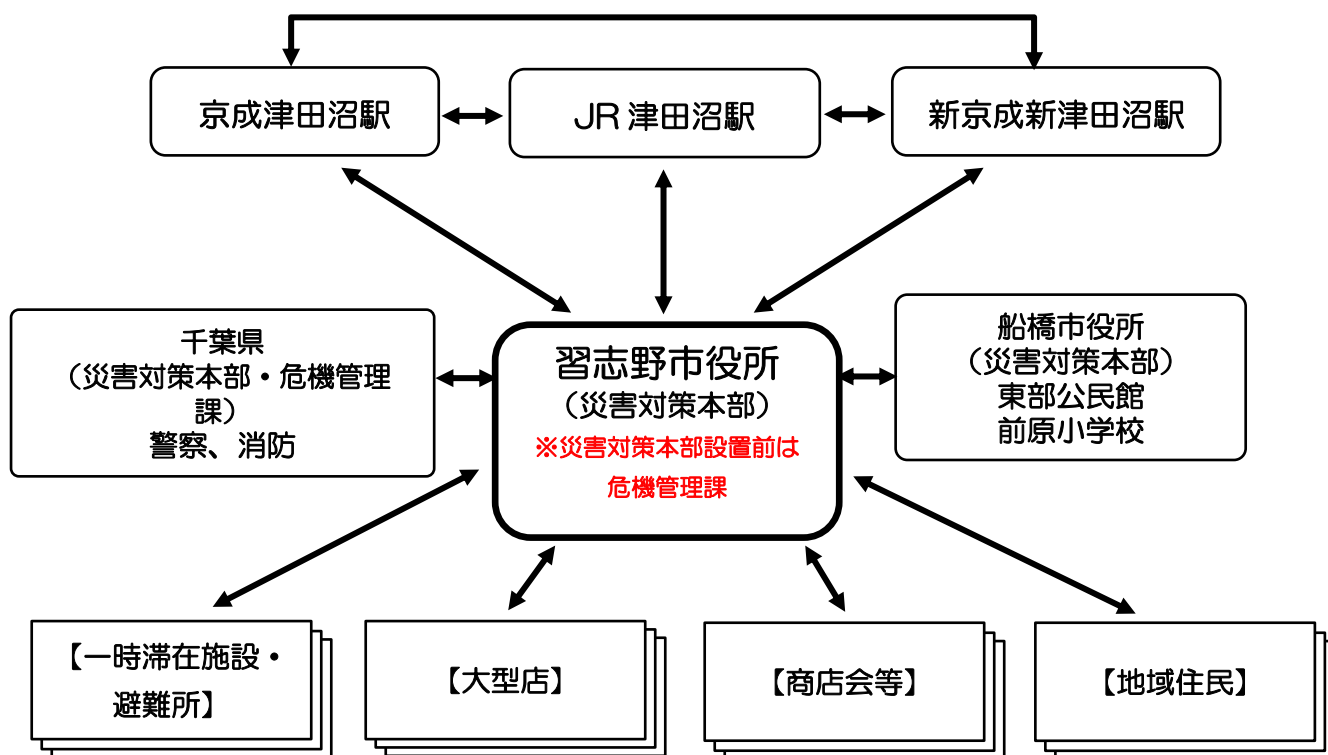 京成津田沼駅
JR 津田沼駅
新京成新津田沼駅
千葉県
（災害対策本部・危機管理
課）
警察、消防
習志野市役所
（災害対策本部）
※災害対策本部設置前は
危機管理課
船橋市役所
（災害対策本部）
東部公民館
前原小学校
【一時滞在施設・
避難所】
【大型店】
【商店会等】
【地域住民】